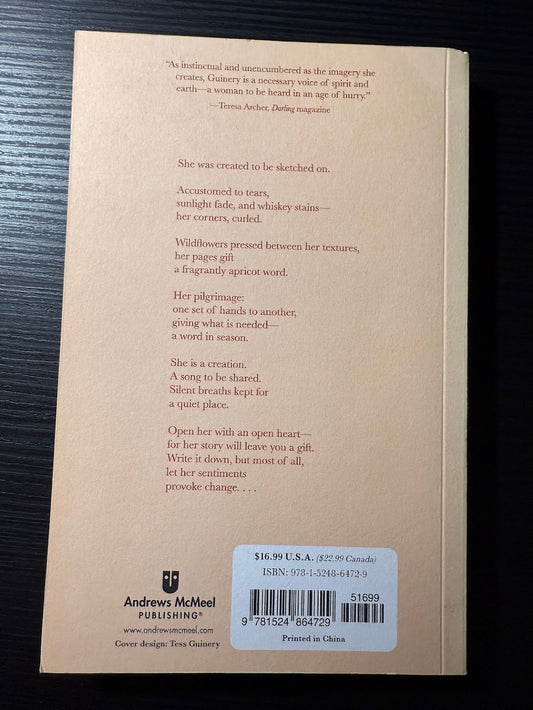 “As instinctual and unencumbered as the imagery she
creates, Guinery is a necessary voice of spirit and
earth—a woman to be heard in an age of hurry.”
—Teresa Archer, Darling magazine
She was created to be sketched on.
Accustomed to tears,
sunlight fade, and whiskey stains—
her corners, curled.
Wildflowers pressed between her textures,
her pages gift
a fragrantly apricot word.
Her pilgrimage:
one set of hands to another,
giving what is needed—
a word in season.
She is a creation.
A song to be shared.
Silent breaths kept for
a quiet place.
Open her with an open heart—
for her story will leave you a gift.
Write it down, but most of all,
let her sentiments
provoke change. . . .
Andrews McMeel
PUBLISHING®
www.andrewsmcmeel.com
Cover design: Tess Guinery
$16.99 U.S.A. ($22.99 Canada)
ISBN: 978-1-5248-6472-9
51699
9 781524 864729
Printed in China